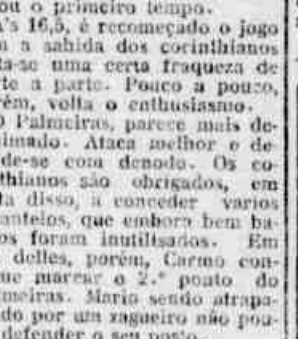 ou o primeiro tempo.
's 16,5, é recomeçado o jogo
a sahida dos corinthianos
ta-se uma certa fraqueza de
te a parte. Pouco a pouco,
rém, volta o enthusiasmo.
O Palmeiras, parece mais de-
imado. Ataca melhor e de-
de-se com denodo. Os co-
thianos são obrigados, em
ta disso, a conceder varios
anteios, que embora bem ba-
os foram inutilisados. Em
delles, porém, Carmo con-
ue marcar o 2.° ponto do
meiras. Mario sendo atrapa-
do por um zagueiro não pou-
defender o seu posto.